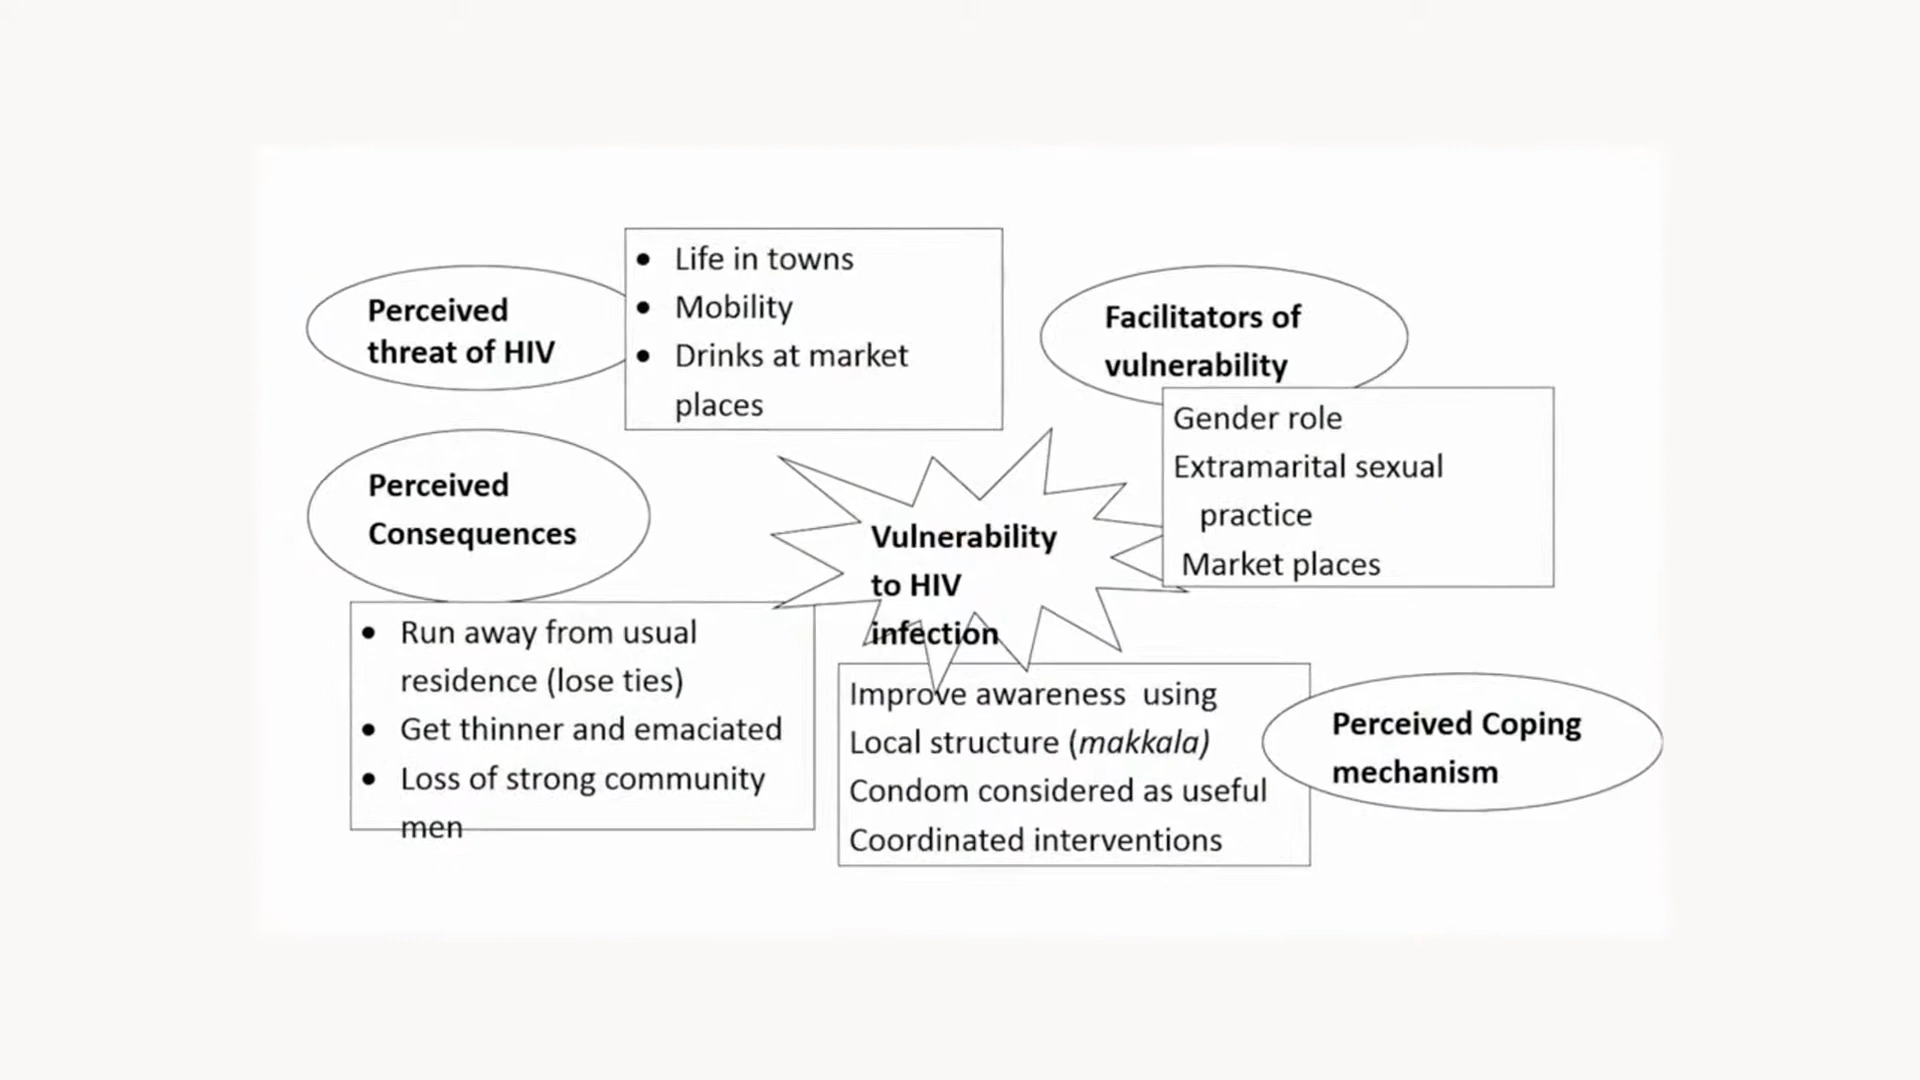 Perceived
threat of HIV
• Life in towns
• Mobility
• Drinks at market
places
Facilitators of
vulnerability
Gender role
Extramarital sexual
practice
Market places
Perceived
Consequences
• Run away from usual
residence (lose ties)
• Get thinner and emaciated
• Loss of strong community
men
Vulnerability
to HIV
infection
Improve awareness using
Local structure (makkala)
Condom considered as useful
Coordinated interventions
Perceived Coping
mechanism